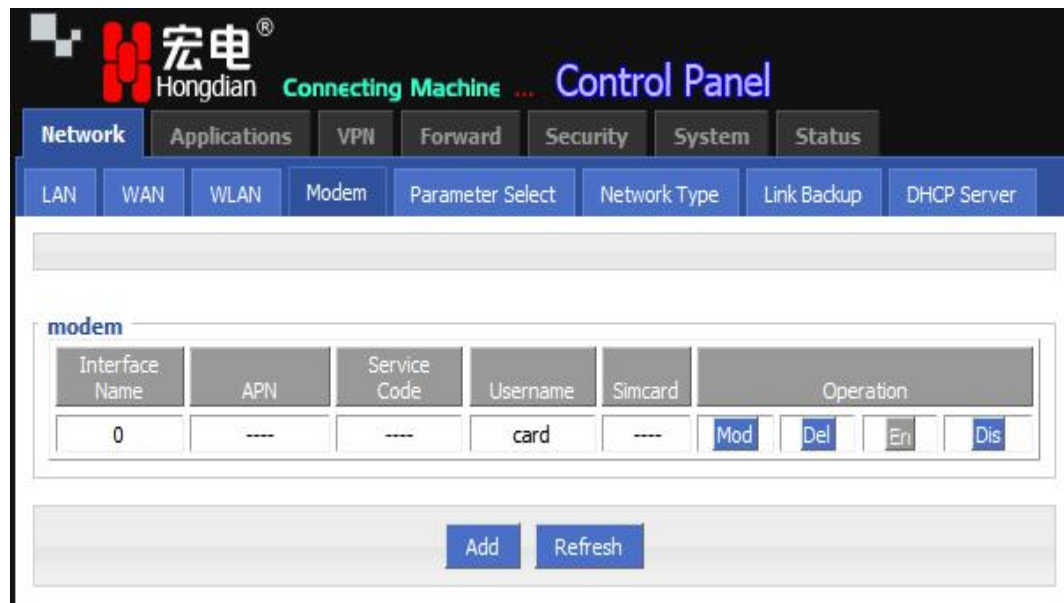 宏电®
Hongdian Connecting Machine ... Control Panel
Network Applications VPN Forward Security System Status
LAN WAN WLAN Modem Parameter Select Network Type Link Backup DHCP Server
modem
Interface Name APN Service Code Username Simcard Operation
0 ---- ---- card ---- Mod Del En Dis
Add Refresh